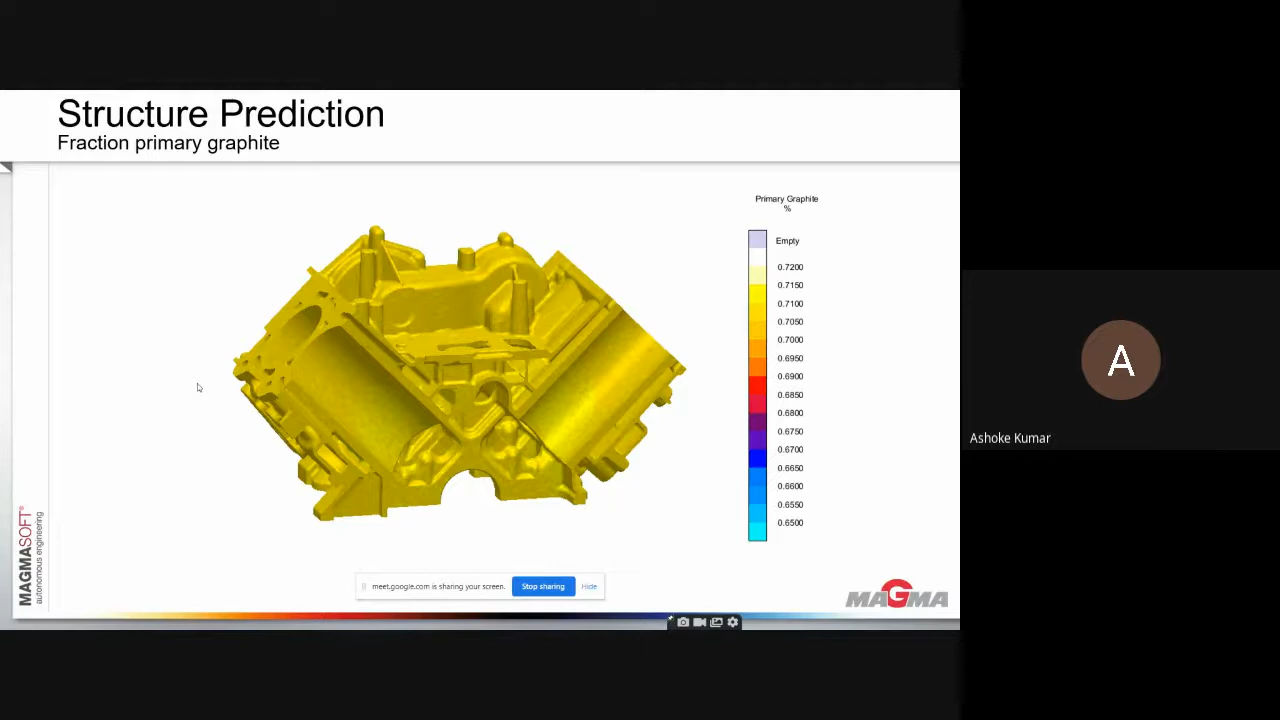 Structure Prediction
Fraction primary graphite
Primary Graphite
%
Empty
0.7200
0.7150
0.7100
0.7050
0.7000
0.6950
0.6900
0.6850
0.6800
0.6750
0.6700
0.6650
0.6600
0.6550
0.6500
MAGMASOFT®
autonomous engineering
meet.google.com is sharing your screen.
Stop sharing
Hide
MAGMA
A
Ashoke Kumar